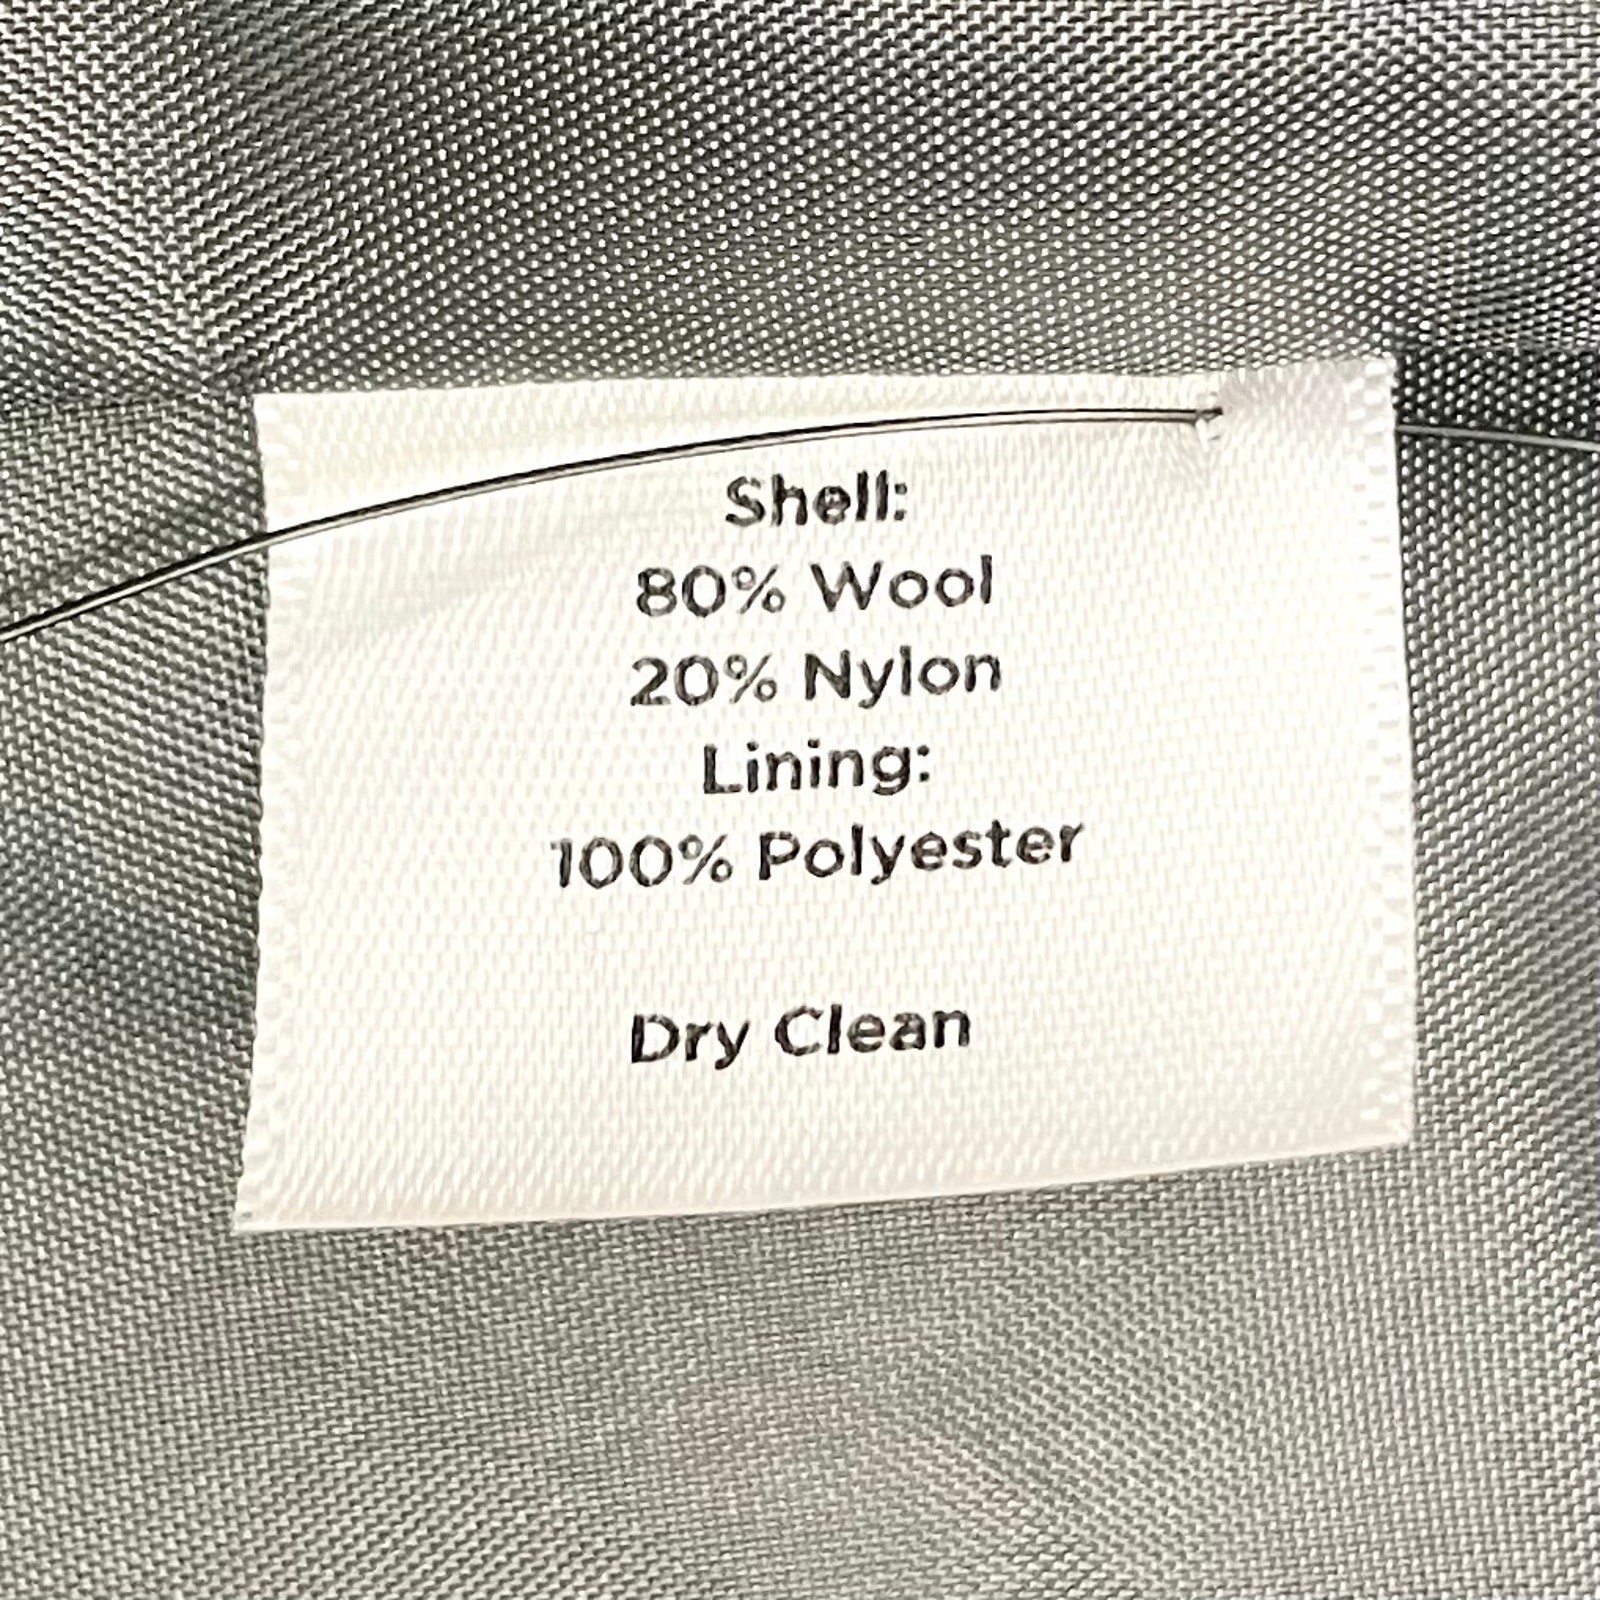 Shell:
80% Wool
20% Nylon
Lining:
100% Polyester
Dry Clean